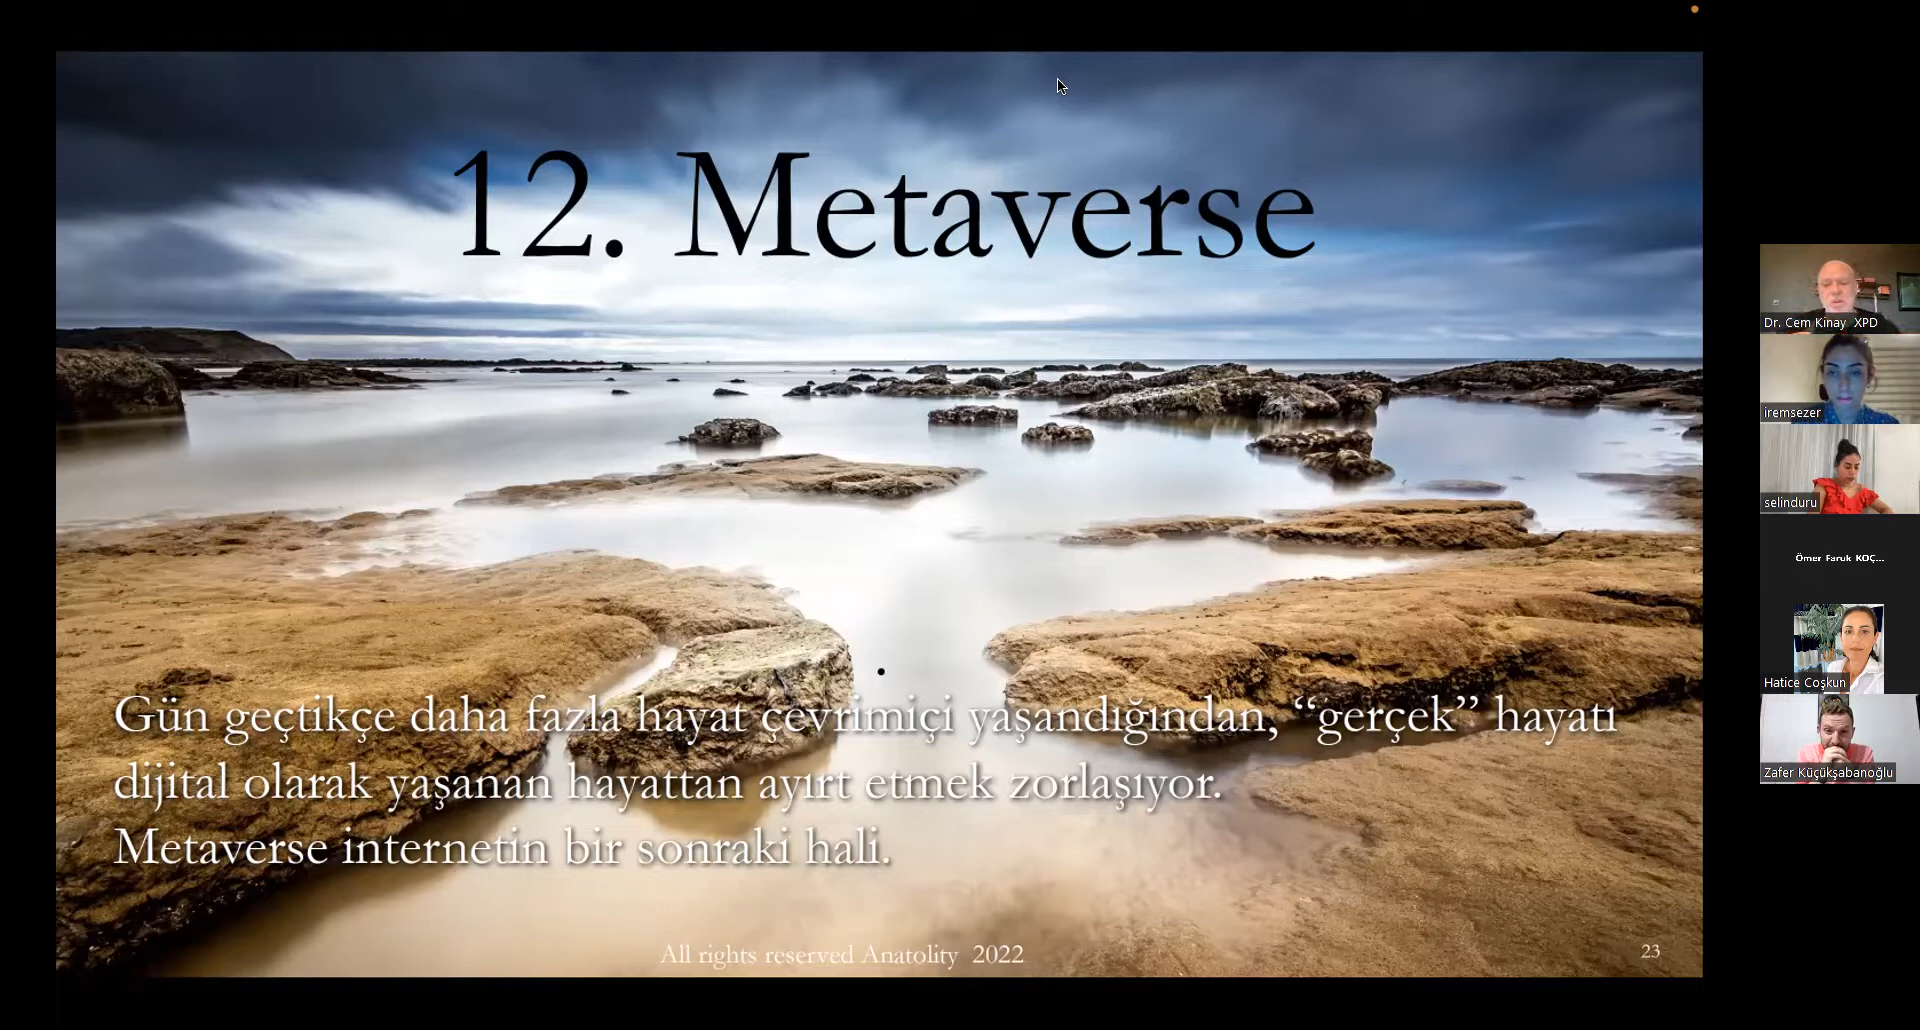 12. Metaverse
Gün geçtikçe daha fazla hayat çevrimiçi yaşandığından, “gerçek” hayatı
dijital olarak yaşanan hayattan ayırt etmek zorlaşıyor.
Metaverse internetin bir sonraki hali.
All rights reserved Anatolity 2022
23
Dr. Cem Kinay XPD
iremsezer
selinduru
Ömer Faruk KOÇ...
Hatice Coşkun
Zafer Küçükşabanoğlu